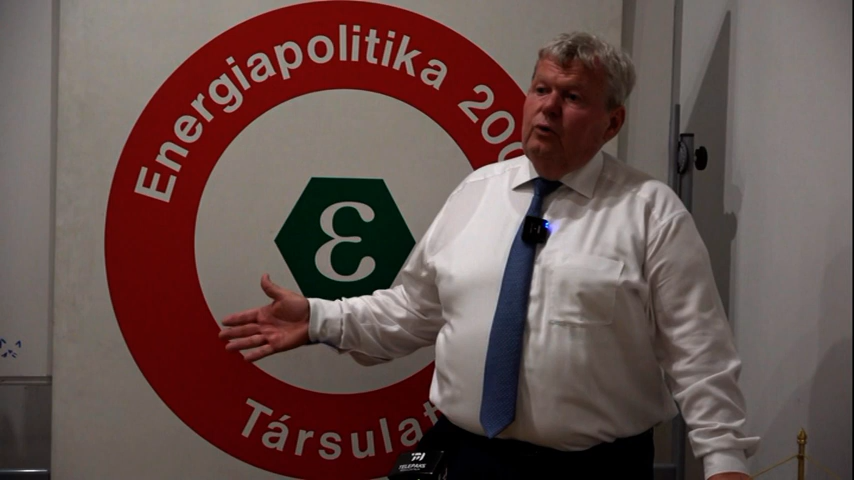 Energiapolitika 200
Társulat
ε
TELEPAKS